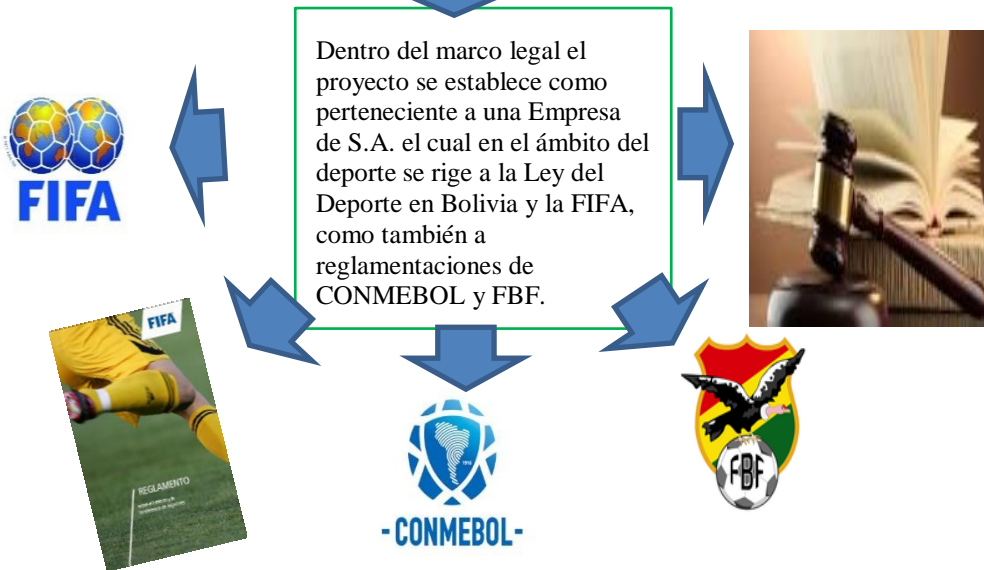 Dentro del marco legal el
proyecto se establece como
perteneciente a una Empresa
de S.A. el cual en el ámbito del
deporte se rige a la Ley del
Deporte en Bolivia y la FIFA,
como también a
reglamentaciones de
CONMEBOL y FBF.
FIFA
FIFA
REGLAMENTO
1916
-CONMEBOL-
FBF